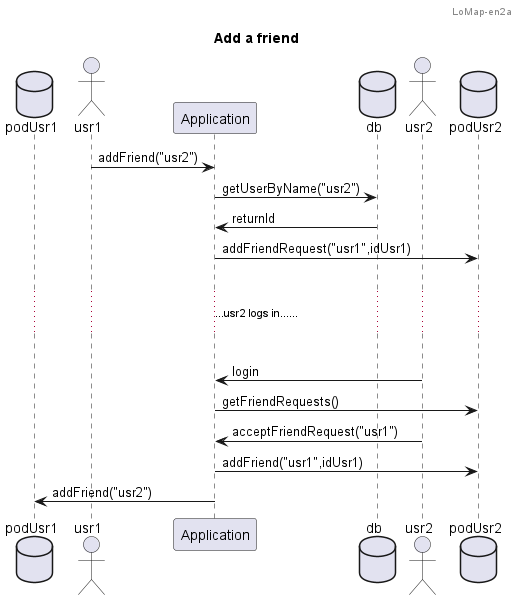 LoMap-en2a
Add a friend
podUsr1 usr1 Application db usr2 podUsr2
addFriend("usr2")
getUserByName("usr2")
returnId
addFriendRequest("usr1",idUsr1)
...usr2 logs in......
login
getFriendRequests()
acceptFriendRequest("usr1")
addFriend("usr1",idUsr1)
addFriend("usr2")
podUsr1 usr1 Application db usr2 podUsr2